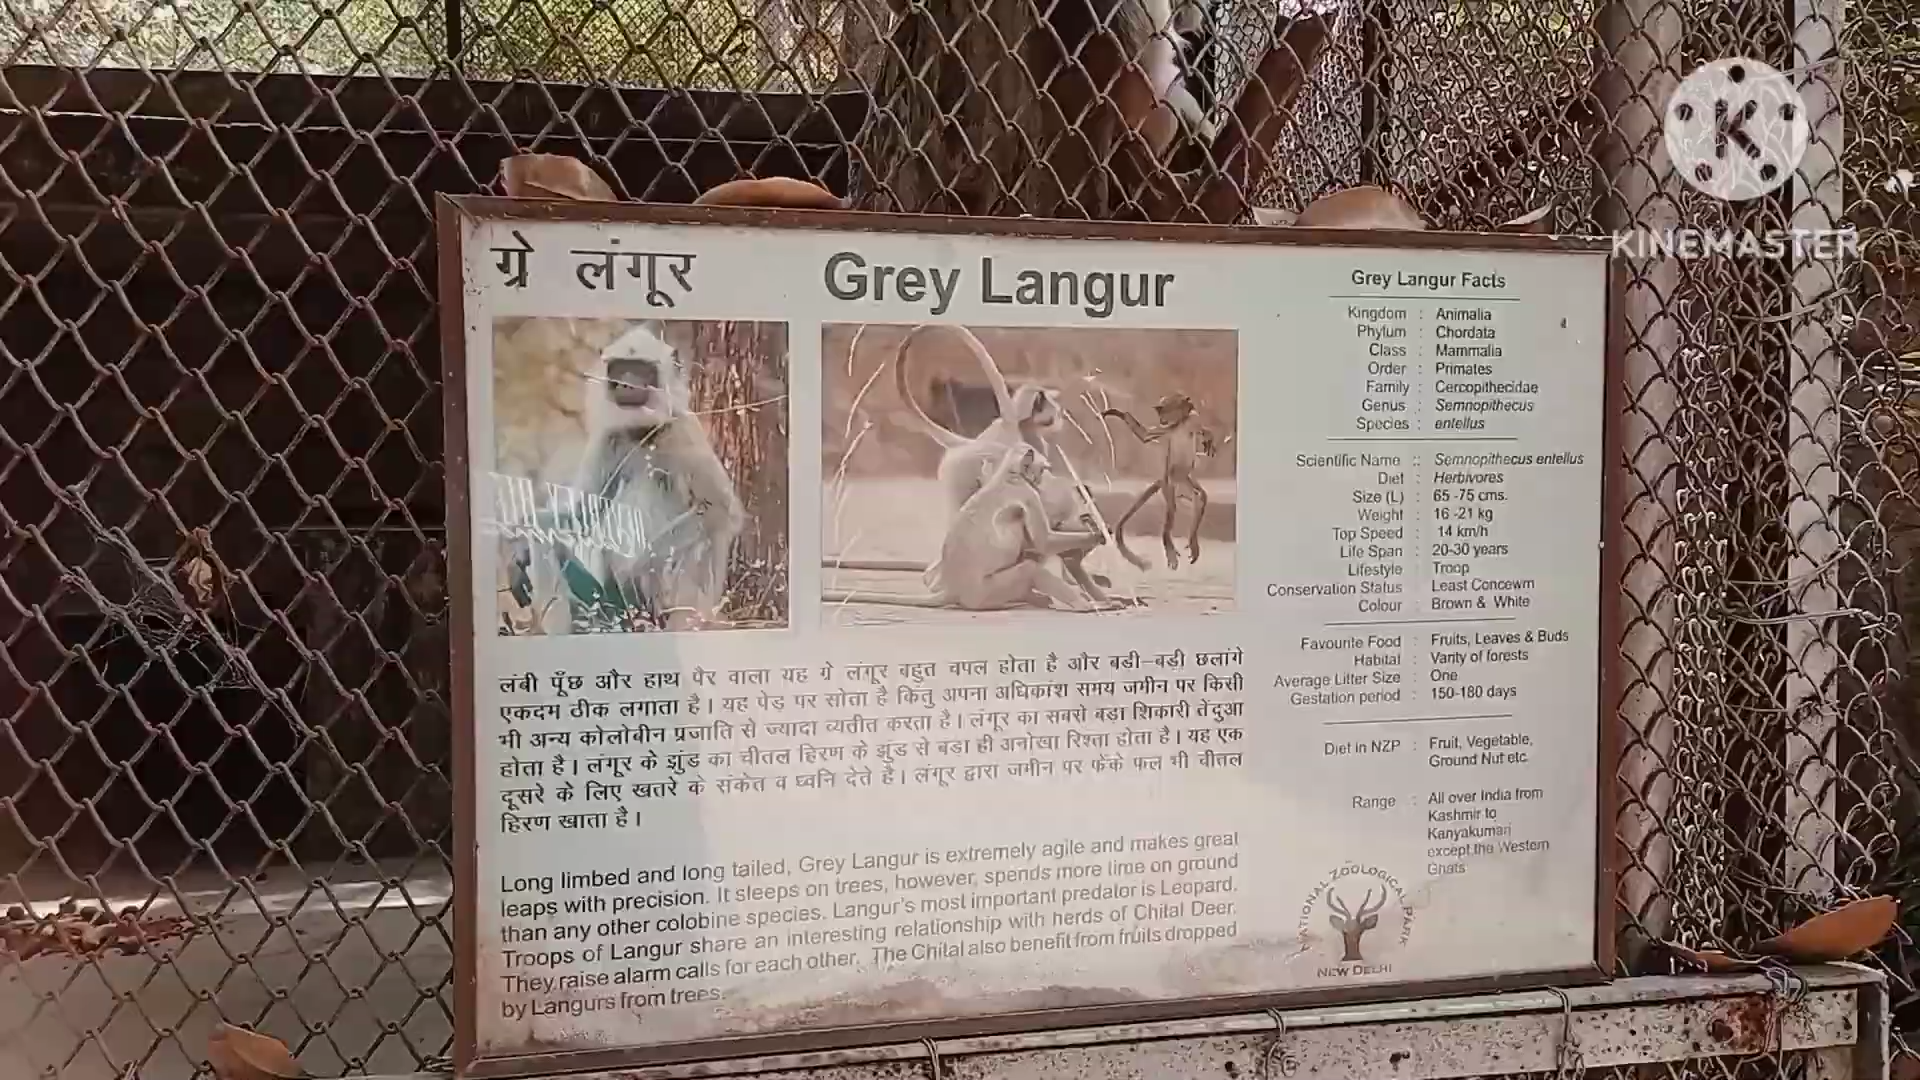 KINEMASTER
ग्रे लंगूर
Grey Langur
लंबी पूँछ और हाथ पैर वाला यह ग्रे लंगूर बहुत चपल होता है और बडी–बड़ी छलांगे
एकदम ठीक लगाता है। यह पेड़ पर सोता है किंतु अपना अधिकांश समय जमीन पर किसी
भी अन्य कोलोबीन प्रजाति से ज्यादा व्यतीत करता है। लंगूर का सबसे बड़ा शिकारी तेंदुआ
होता है। लंगूर के झुंड का चीतल हिरण के झुंड से बडा ही अनोखा रिश्ता होता है। यह एक
दूसरे के लिए खतरे के संकेत व ध्वनि देते है। लंगूर द्वारा जमीन पर फेंके फल भी चीतल
हिरण खाता है।
Long limbed and long tailed, Grey Langur is extremely agile and makes great
leaps with precision. It sleeps on trees, however, spends more time on ground
than any other colobine species. Langur's most important predator is Leopard.
Troops of Langur share an interesting relationship with herds of Chital Deer.
They raise alarm calls for each other. The Chital also benefit from fruits dropped
by Langurs from trees.
Grey Langur Facts
Kingdom : Animalia
Phylum : Chordata
Class : Mammalia
Order : Primates
Family : Cercopithecidae
Genus : Semnopithecus
Species : entellus
Scientific Name : Semnopithecus entellus
Diet : Herbivores
Size (L) : 65 -75 cms.
Weight : 16 -21 kg
Top Speed : 14 km/h
Life Span : 20-30 years
Lifestyle : Troop
Conservation Status : Least Concewrn
Colour : Brown & White
Favourite Food : Fruits, Leaves & Buds
Habital : Varity of forests
Average Litter Size : One
Gestation period : 150-180 days
Diet in NZP : Fruit, Vegetable,
Ground Nut etc.
Range : All over India from
Kashmir to
Kanyakumari
except the Western
Ghats
NATIONAL ZOOLOGICAL PARK
NEW DELHI